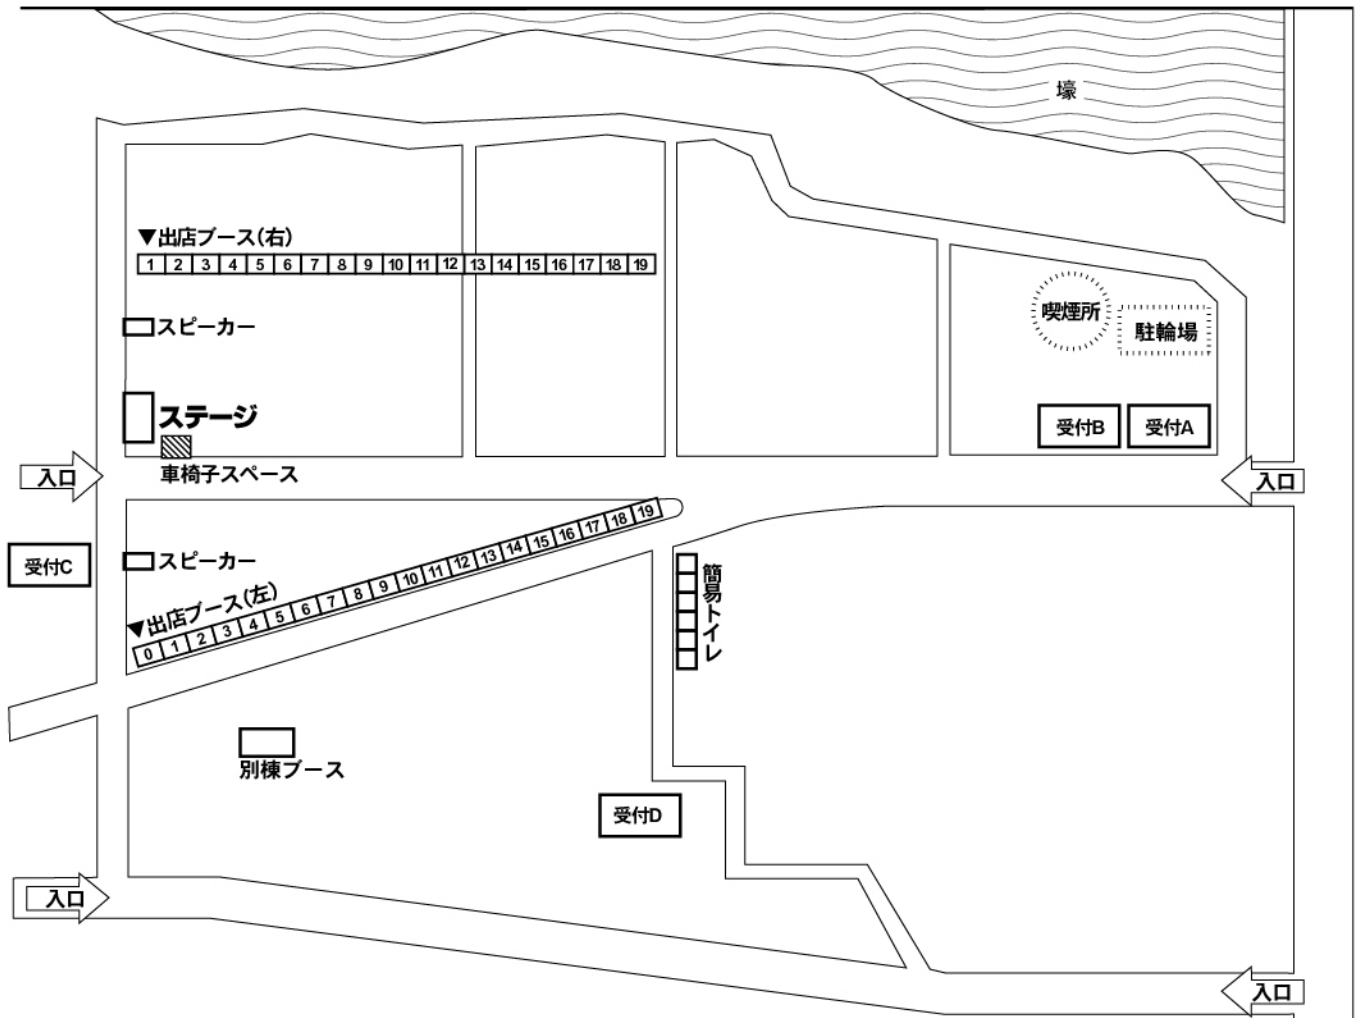 壕
▼出店ブース(右)
1 2 3 4 5 6 7 8 9 10 11 12 13 14 15 16 17 18 19
喫煙所
駐輪場
スピーカー
ステージ
受付B
受付A
車椅子スペース
入口
入口
0 1 2 3 4 5 6 7 8 9 10 11 12 13 14 15 16 17 18 19
スピーカー
受付C
簡易トイレ
▼出店ブース(左)
別棟ブース
受付D
入口
入口